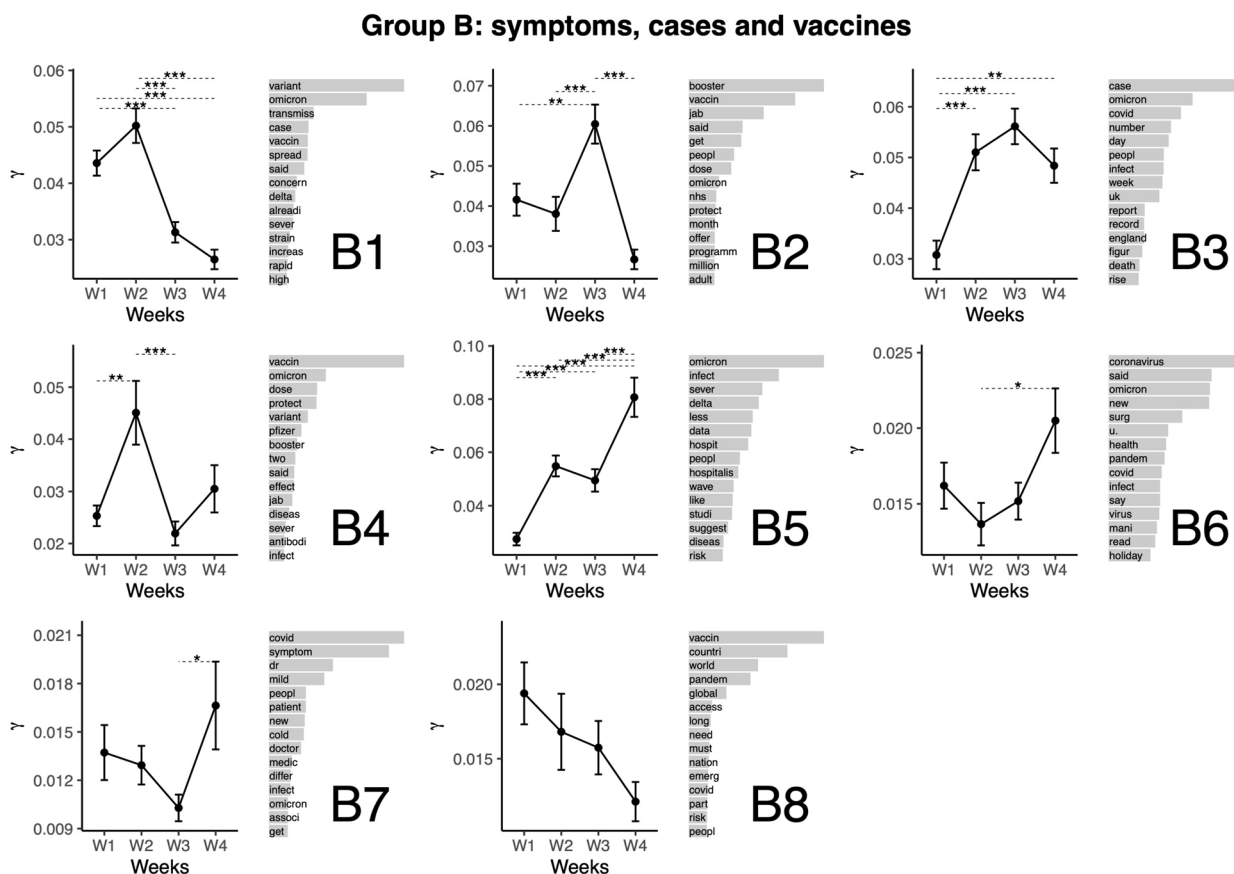 Group B: symptoms, cases and vaccines
0.06
0.05
0.04
0.03
γ
***
***
***
***
W1 W2 W3 W4
Weeks
variant
omicron
transmiss
case
vaccin
spread
said
concern
delta
alreadi
sever
strain
increas
rapid
high
B1
0.07
0.06
0.05
0.04
0.03
γ
***
***
**
W1 W2 W3 W4
Weeks
booster
vaccin
jab
said
get
peopl
dose
omicron
nhs
protect
month
offer
programm
million
adult
B2
0.06
0.05
0.04
0.03
γ
**
***
***
W1 W2 W3 W4
Weeks
case
omicron
covid
number
day
peopl
infect
week
uk
report
record
england
figur
death
rise
B3
0.05
0.04
0.03
0.02
γ
***
**
W1 W2 W3 W4
Weeks
vaccin
omicron
dose
protect
variant
pfizer
booster
two
said
effect
jab
diseas
sever
antibodi
infect
B4
0.10
0.08
0.06
0.04
γ
***
***
***
***
***
W1 W2 W3 W4
Weeks
omicron
infect
sever
delta
less
data
hospit
peopl
hospitalis
wave
like
studi
suggest
diseas
risk
B5
0.025
0.020
0.015
γ
*
W1 W2 W3 W4
Weeks
coronavirus
said
omicron
new
surg
u.
health
pandem
covid
infect
say
virus
mani
read
holiday
B6
0.021
0.018
0.015
0.012
0.009
γ
*
W1 W2 W3 W4
Weeks
covid
symptom
dr
mild
peopl
patient
new
cold
doctor
medic
differ
infect
omicron
associ
get
B7
0.020
0.015
γ
W1 W2 W3 W4
Weeks
vaccin
countri
world
pandem
global
access
long
need
must
nation
emerg
covid
part
risk
peopl
B8